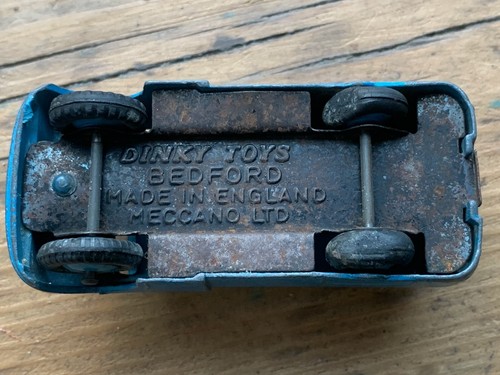 DINKY TOYS
BEDFORD
MADE IN ENGLAND
MECCANO LTD